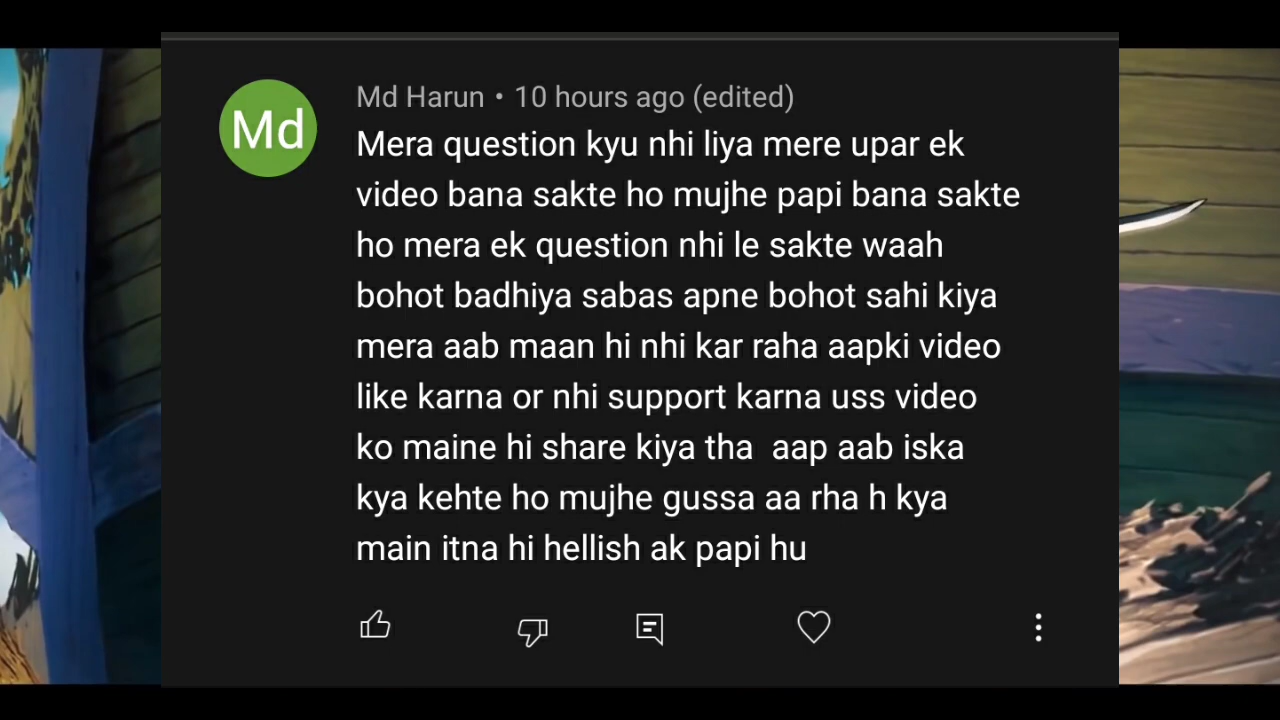 Md
Md Harun • 10 hours ago (edited)
Mera question kyu nhi liya mere upar ek
video bana sakte ho mujhe papi bana sakte
ho mera ek question nhi le sakte waah
bohot badhiya sabas apne bohot sahi kiya
mera aab maan hi nhi kar raha aapki video
like karna or nhi support karna uss video
ko maine hi share kiya tha  aap aab iska
kya kehte ho mujhe gussa aa rha h kya
main itna hi hellish ak papi hu